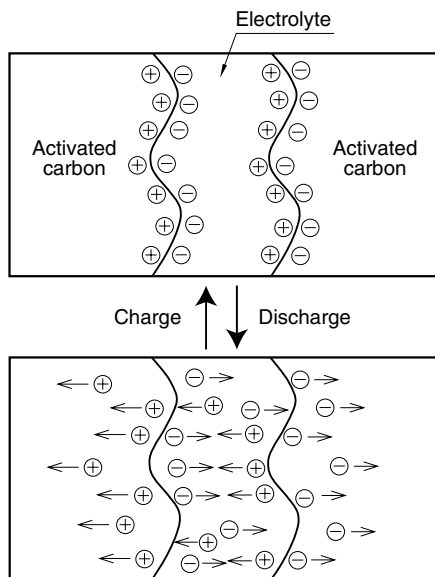 Electrolyte
Activated
carbon
Activated
carbon
Charge
Discharge